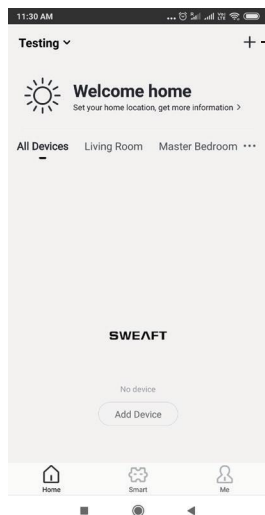 11:30 AM
Testing
Welcome home
Set your home location, get more information >
All Devices Living Room Master Bedroom ...
SWEAFT
No device
Add Device
Home Smart Me